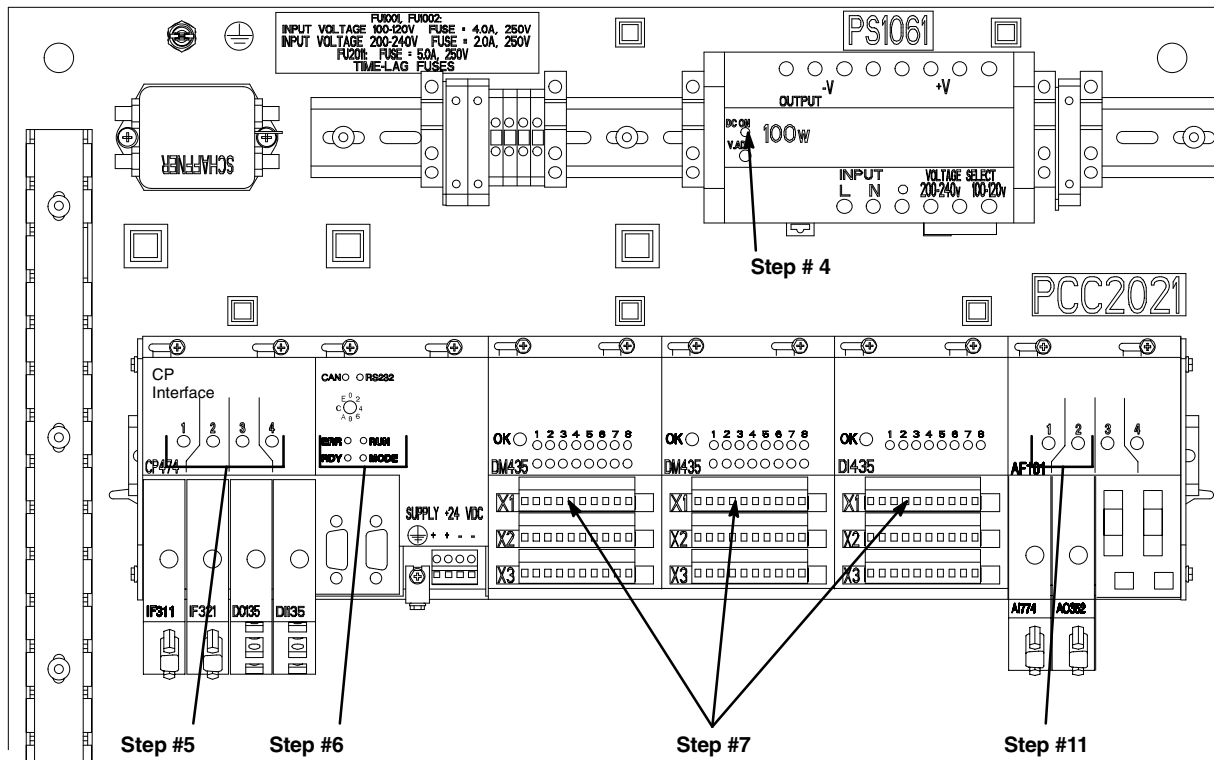 FU1001, FU1002:
INPUT VOLTAGE 100-120V FUSE = 4.0A, 250V
INPUT VOLTAGE 200-240V FUSE = 2.0A, 250V
FU2011: FUSE = 5.0A, 250V
TIME-LAG FUSES
PS1061
-V +V
OUTPUT
DC ON
100w
V.ADJ
SCHAFFNER
INPUT VOLTAGE SELECT
L N 200-240v 100-120v
Step # 4
PCC2021
CP
Interface
1 2 3 4
CP474
CAN RS232
E 0 2
C 4
A 8 6
ERR RUN
RDY MODE
OK 1 2 3 4 5 6 7 8
DM435
OK 1 2 3 4 5 6 7 8
DM435
OK 1 2 3 4 5 6 7 8
DI435
1 2 3 4
AF101
SUPPLY +24 VDC
+ + - -
X1 X1 X1
X2 X2 X2
X3 X3 X3
IF311 IF321 DO135 DI135
AI774 AO352
Step #5 Step #6 Step #7 Step #11